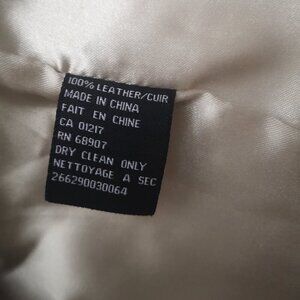 100% LEATHER/CUIR
MADE IN CHINA
FAIT EN CHINE
CA 01217
RN 68907
DRY CLEAN ONLY
NETTOYAGE A SEC
266290030064